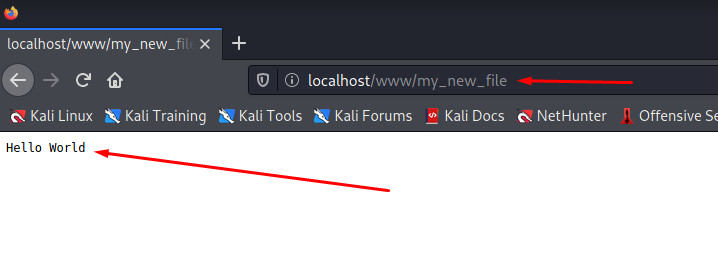 localhost/www/my_new_file
localhost/www/my_new_file
Kali Linux Kali Training Kali Tools Kali Forums Kali Docs NetHunter Offensive Se
Hello World